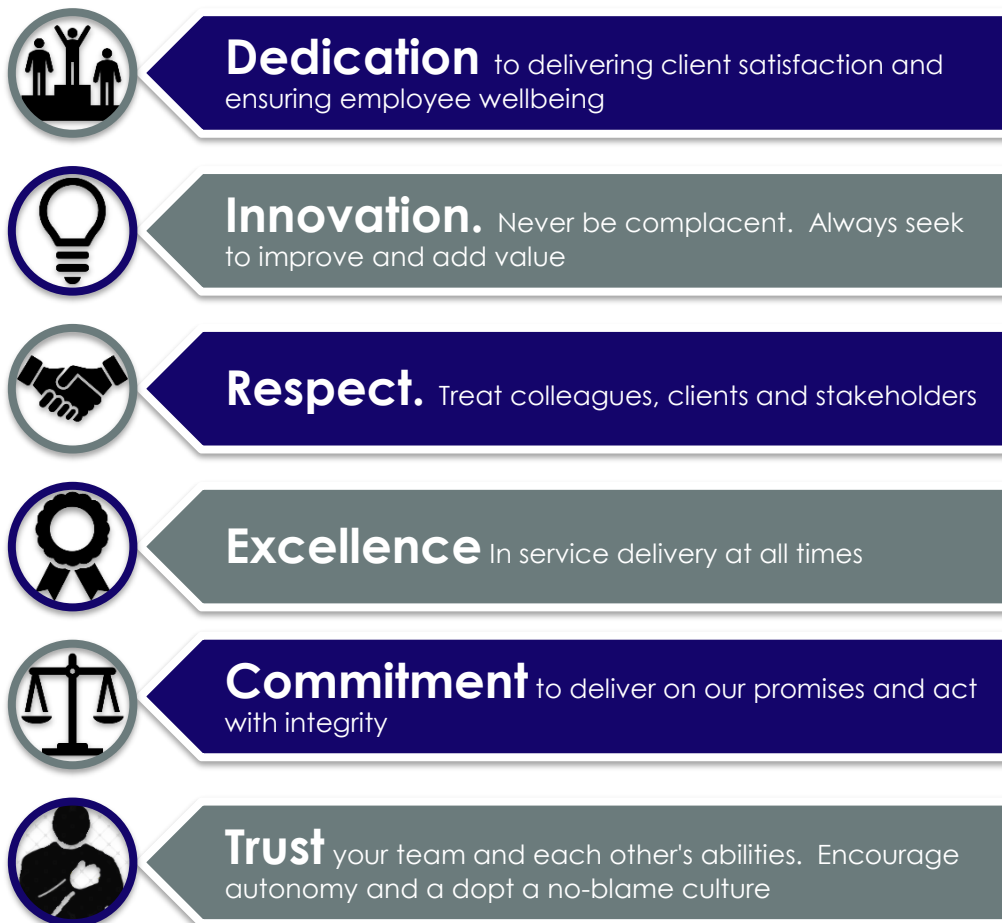 Dedication to delivering client satisfaction and
ensuring employee wellbeing
Innovation. Never be complacent. Always seek
to improve and add value
Respect. Treat colleagues, clients and stakeholders
Excellence In service delivery at all times
Commitment to deliver on our promises and act
with integrity
Trust your team and each other's abilities. Encourage
autonomy and a dopt a no-blame culture